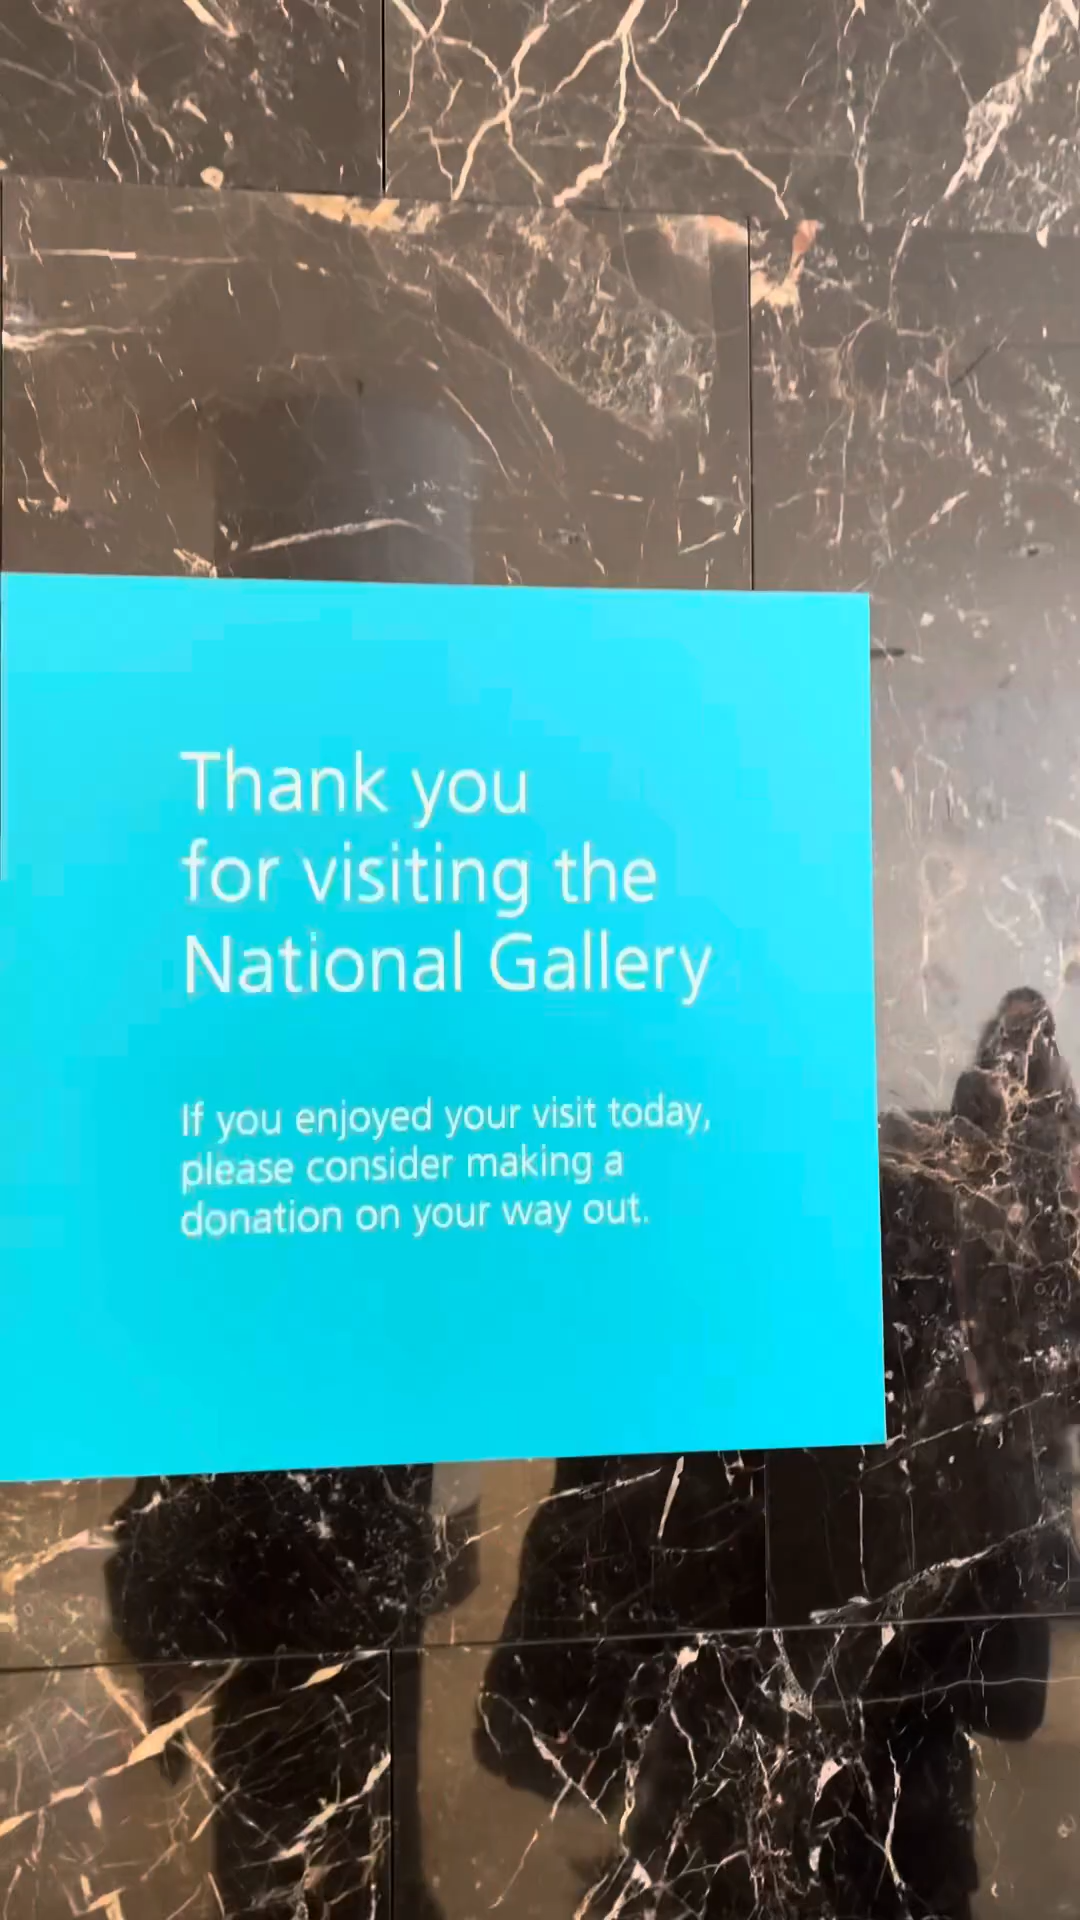 Thank you
for visiting the
National Gallery
If you enjoyed your visit today,
please consider making a
donation on your way out.